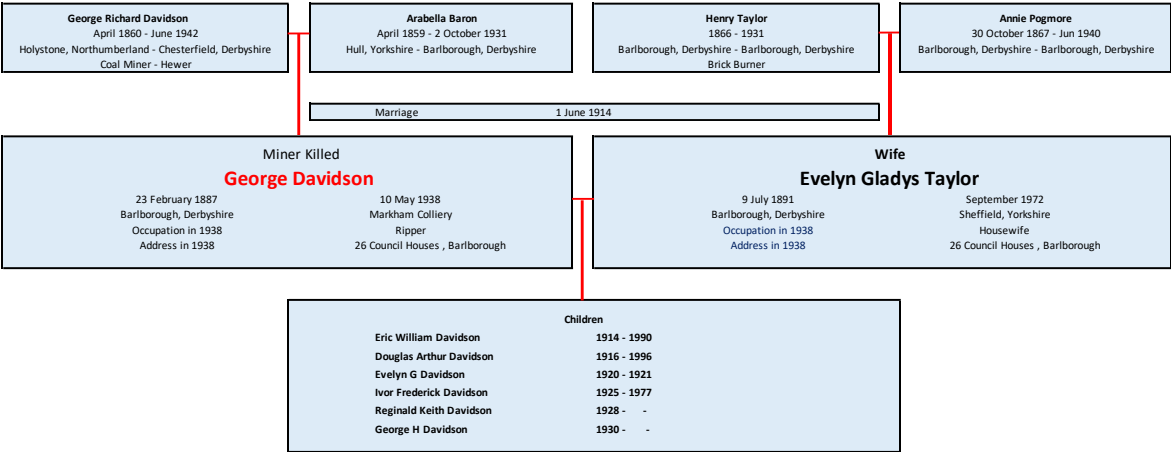 George Richard Davidson
April 1860 - June 1942
Holystone, Northumberland - Chesterfield, Derbyshire
Coal Miner - Hewer
Arabella Baron
April 1859 - 2 October 1931
Hull, Yorkshire - Barlborough, Derbyshire
Henry Taylor
1866 - 1931
Barlborough, Derbyshire - Barlborough, Derbyshire
Brick Burner
Annie Pogmore
30 October 1867 - Jun 1940
Barlborough, Derbyshire - Barlborough, Derbyshire
Marriage 1 June 1914
Miner Killed
George Davidson
23 February 1887 10 May 1938
Barlborough, Derbyshire Markham Colliery
Occupation in 1938 Ripper
Address in 1938 26 Council Houses , Barlborough
Wife
Evelyn Gladys Taylor
9 July 1891 September 1972
Barlborough, Derbyshire Sheffield, Yorkshire
Occupation in 1938 Housewife
Address in 1938 26 Council Houses , Barlborough
Children
Eric William Davidson 1914 - 1990
Douglas Arthur Davidson 1916 - 1996
Evelyn G Davidson 1920 - 1921
Ivor Frederick Davidson 1925 - 1977
Reginald Keith Davidson 1928 - -
George H Davidson 1930 - -